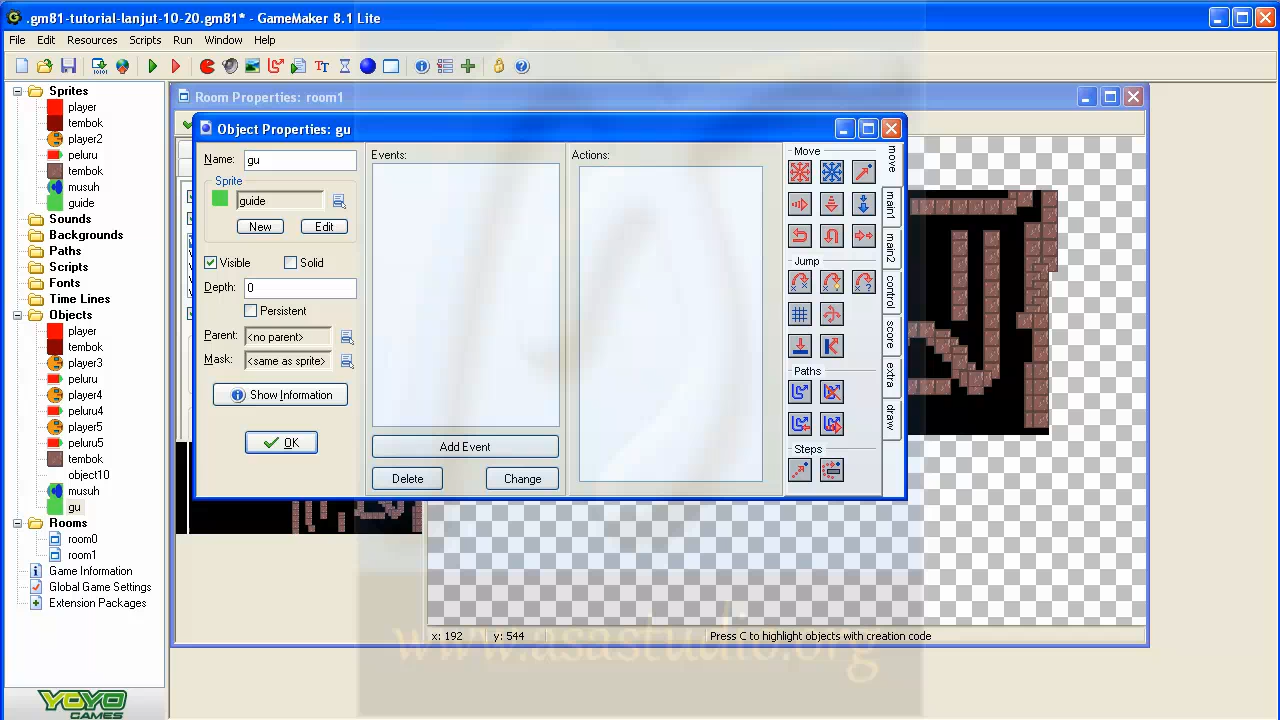 .gm81-tutorial-lanjut-10-20.gm81* - GameMaker 8.1 Lite
File Edit Resources Scripts Run Window Help
Sprites
player
tembok
player2
peluru
tembok
musuh
guide
Sounds
Backgrounds
Paths
Scripts
Fonts
Time Lines
Objects
player
tembok
player3
peluru
player4
peluru4
player5
peluru5
tembok
object10
musuh
gu
Rooms
room0
room1
Game Information
Global Game Settings
Extension Packages
YOYO
GAMES
Room Properties: room1
Object Properties: gu
Name: gu
Sprite
guide
New Edit
Visible Solid
Depth: 0
Persistent
Parent: <no parent>
Mask: <same as sprite>
Show Information
OK
Events:
Add Event
Delete Change
Actions:
Move
Jump
Paths
Steps
move
main1
main2
control
score
extra
draw
x: 192 y: 544 Press C to highlight objects with creation code
www.asastudio.org